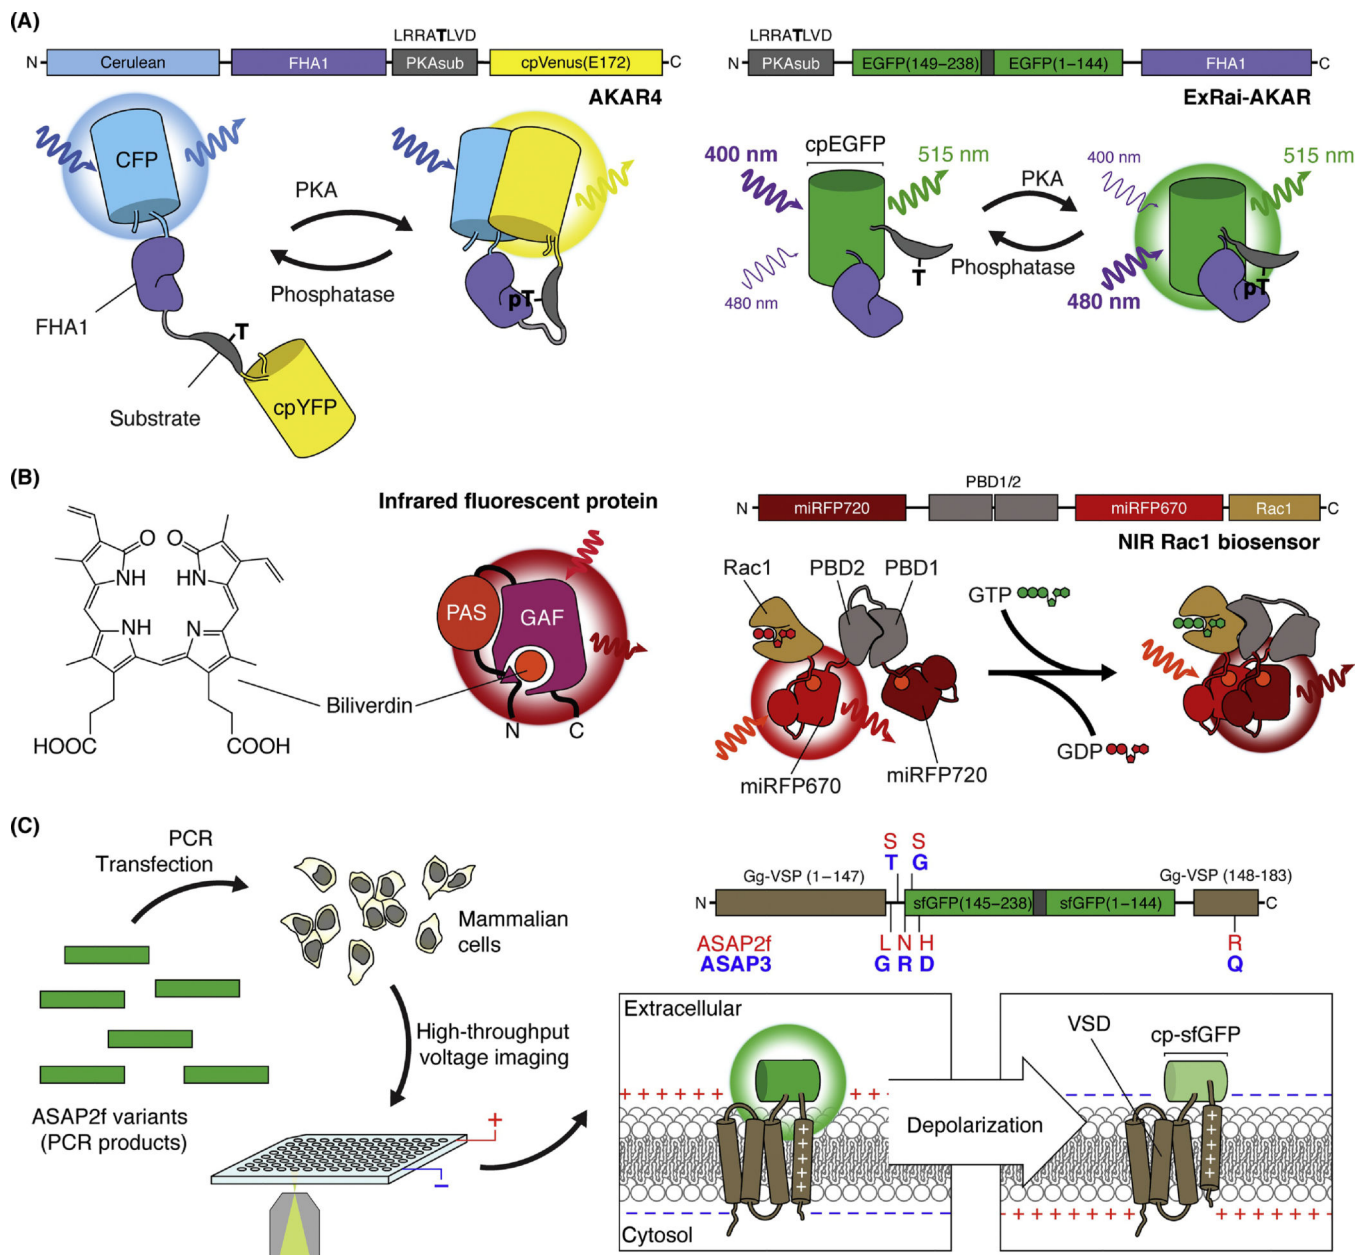 (A)
LRRATLVD
N Cerulean FHA1 PKAsub cpVenus(E172) C
AKAR4
CFP
PKA
Phosphatase
FHA1
T
pT
Substrate
cpYFP
LRRATLVD
N PKAsub EGFP(149–238) EGFP(1–144) FHA1 C
ExRai-AKAR
400 nm
cpEGFP
515 nm
PKA
400 nm
515 nm
480 nm
T
Phosphatase
480 nm
pT
(B)
O O
NH HN
NH N
HOOC COOH
Biliverdin
Infrared fluorescent protein
PAS GAF
N C
PBD1/2
N miRFP720 miRFP670 Rac1 C
NIR Rac1 biosensor
Rac1 PBD2 PBD1
GTP
GDP
miRFP720
miRFP670
(C)
PCR
Transfection
Mammalian
cells
High-throughput
voltage imaging
ASAP2f variants
(PCR products)
+
–
S S
T G
Gg-VSP (1–147) Gg-VSP (148-183)
N sfGFP(145–238) sfGFP(1–144) C
ASAP2f L N H R
ASAP3 G R D Q
Extracellular
+ + + + + + + + +
+ + + + +
Cytosol
Depolarization
VSD
cp-sfGFP
+ + + + +
+ + + + + + + + + + + + + +